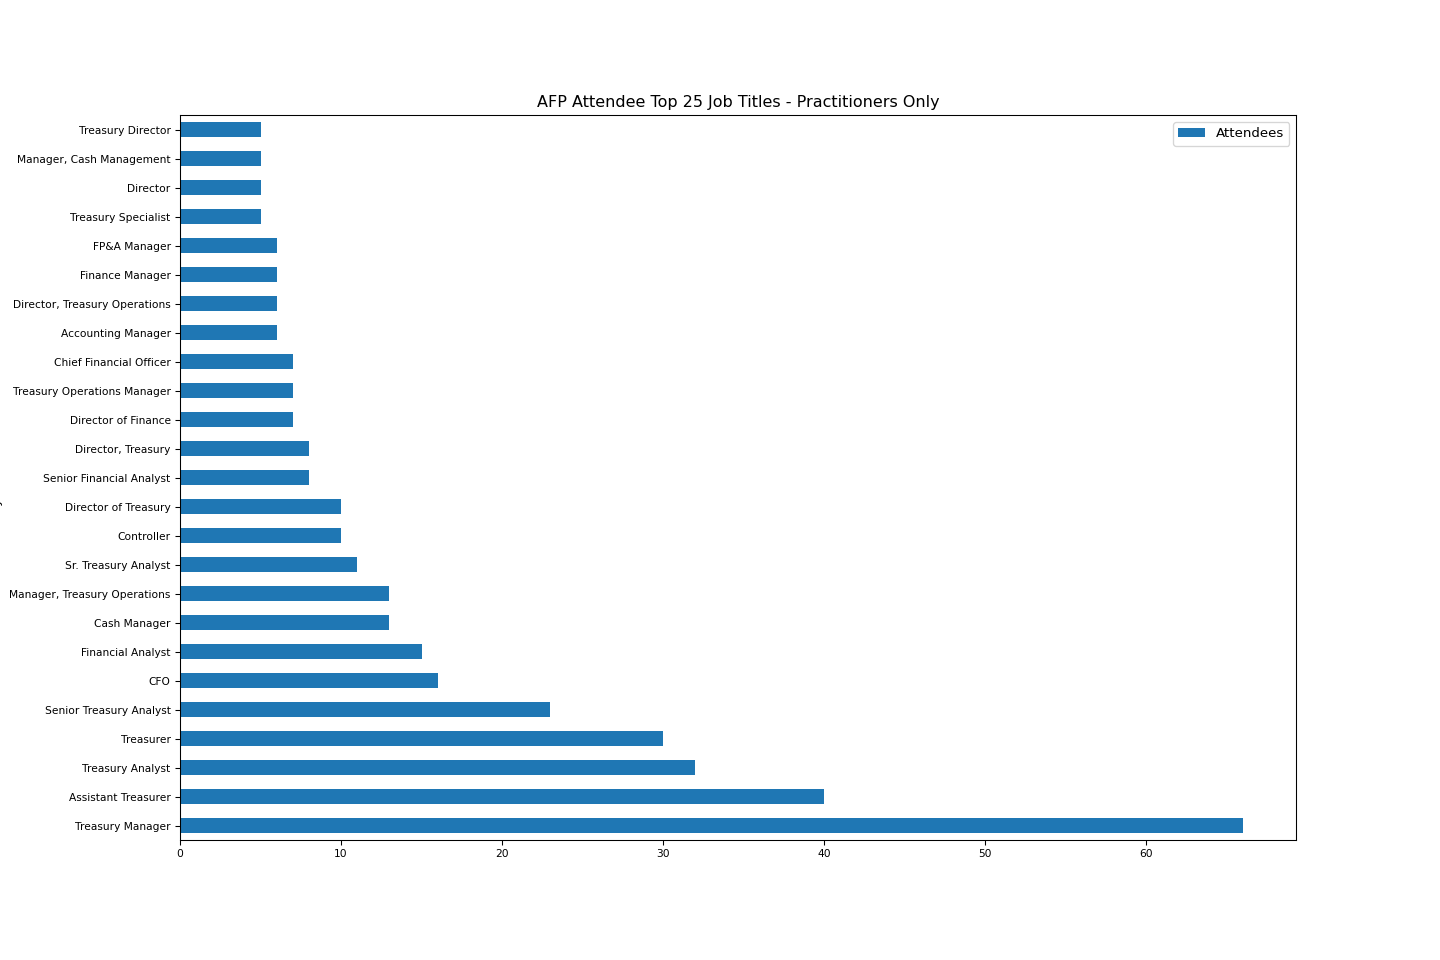 AFP Attendee Top 25 Job Titles - Practitioners Only
Attendees
Treasury Director
Manager, Cash Management
Director
Treasury Specialist
FP&A Manager
Finance Manager
Director, Treasury Operations
Accounting Manager
Chief Financial Officer
Treasury Operations Manager
Director of Finance
Director, Treasury
Senior Financial Analyst
Director of Treasury
Controller
Sr. Treasury Analyst
Manager, Treasury Operations
Cash Manager
Financial Analyst
CFO
Senior Treasury Analyst
Treasurer
Treasury Analyst
Assistant Treasurer
Treasury Manager
0 10 20 30 40 50 60